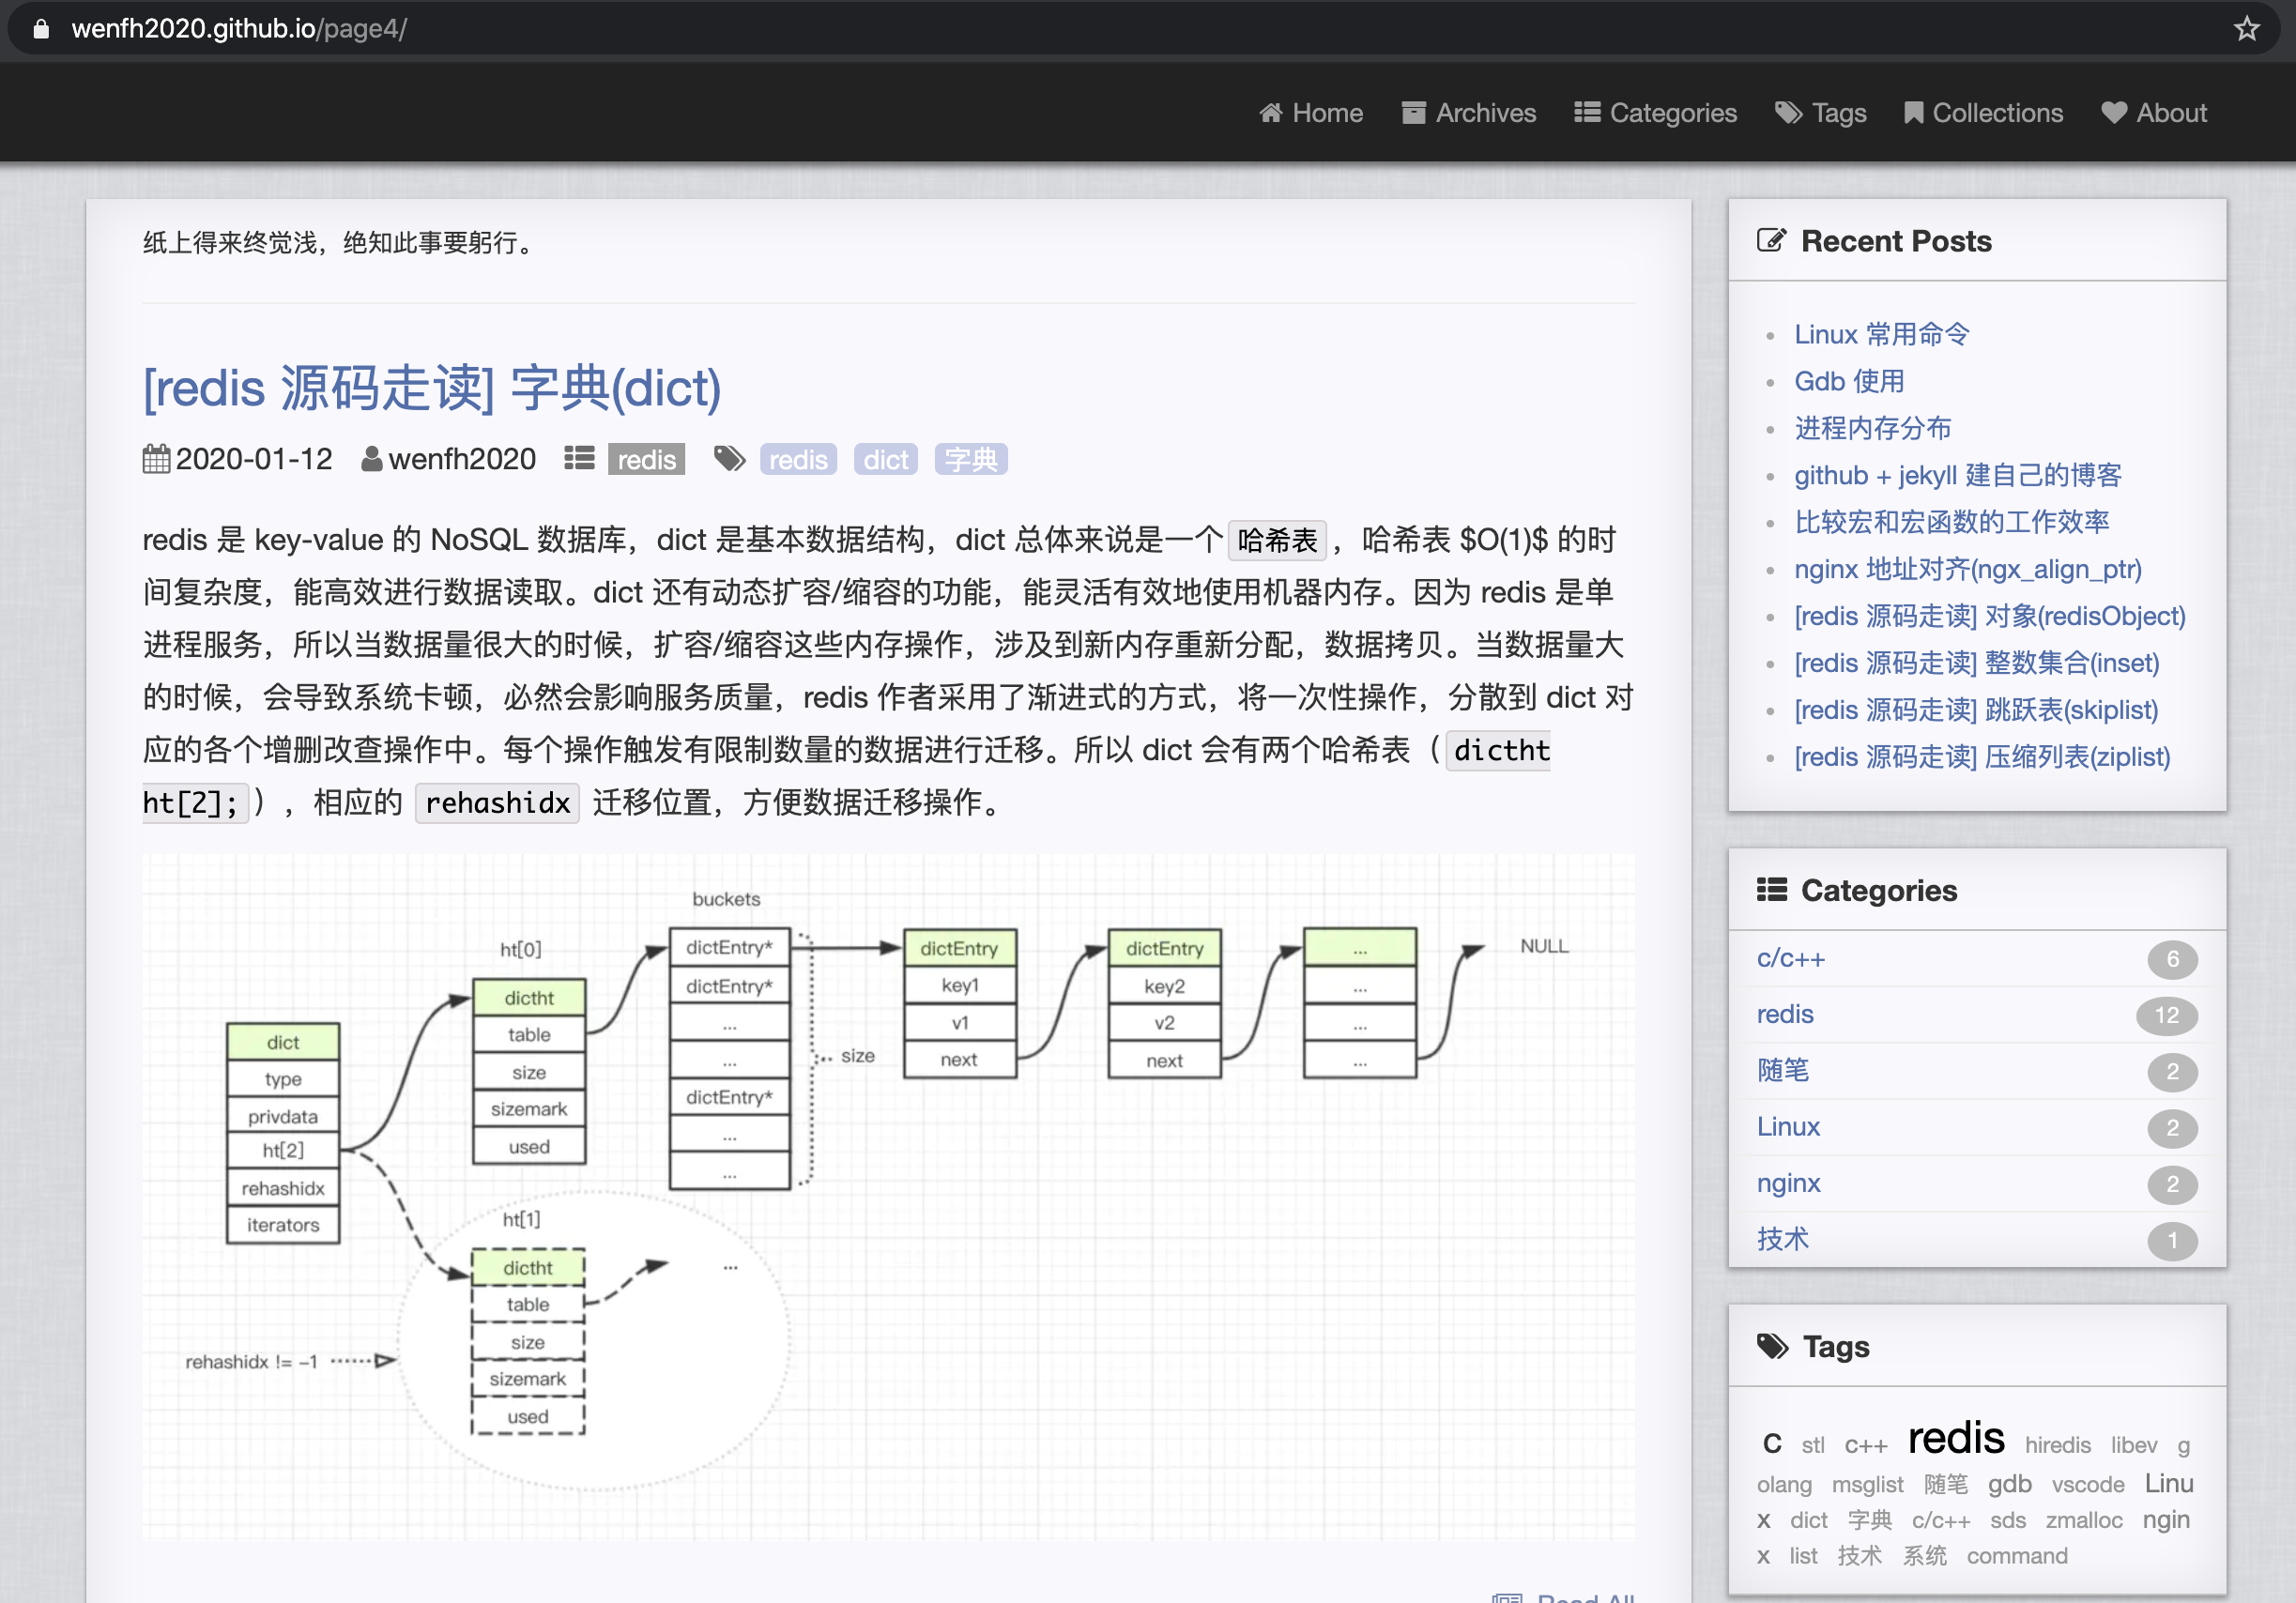 wenfh2020.github.io/page4/
Home Archives Categories Tags Collections About
纸上得来终觉浅，绝知此事要躬行。
[redis 源码走读] 字典(dict)
2020-01-12 wenfh2020 redis redis dict 字典
redis 是 key-value 的 NoSQL 数据库，dict 是基本数据结构，dict 总体来说是一个 哈希表 ，哈希表 $O(1)$ 的时
间复杂度，能高效进行数据读取。dict 还有动态扩容/缩容的功能，能灵活有效地使用机器内存。因为 redis 是单
进程服务，所以当数据量很大的时候，扩容/缩容这些内存操作，涉及到新内存重新分配，数据拷贝。当数据量大
的时候，会导致系统卡顿，必然会影响服务质量，redis 作者采用了渐进式的方式，将一次性操作，分散到 dict 对
应的各个增删改查操作中。每个操作触发有限制数量的数据进行迁移。所以 dict 会有两个哈希表（ dictht
ht[2]; ），相应的 rehashidx 迁移位置，方便数据迁移操作。
dict
type
privdata
ht[2]
rehashidx
iterators
ht[0]
dictht
table
size
sizemark
used
buckets
dictEntry*
dictEntry*
...
...
dictEntry*
...
...
size
dictEntry
key1
v1
next
dictEntry
key2
v2
next
...
...
...
...
NULL
ht[1]
dictht
table
size
sizemark
used
...
rehashidx != -1
Read All
Recent Posts
Linux 常用命令
Gdb 使用
进程内存分布
github + jekyll 建自己的博客
比较宏和宏函数的工作效率
nginx 地址对齐(ngx_align_ptr)
[redis 源码走读] 对象(redisObject)
[redis 源码走读] 整数集合(inset)
[redis 源码走读] 跳跃表(skiplist)
[redis 源码走读] 压缩列表(ziplist)
Categories
c/c++ 6
redis 12
随笔 2
Linux 2
nginx 2
技术 1
Tags
C stl c++ redis hiredis libev g
olang msglist 随笔 gdb vscode Linu
x dict 字典 c/c++ sds zmalloc ngin
x list 技术 系统 command